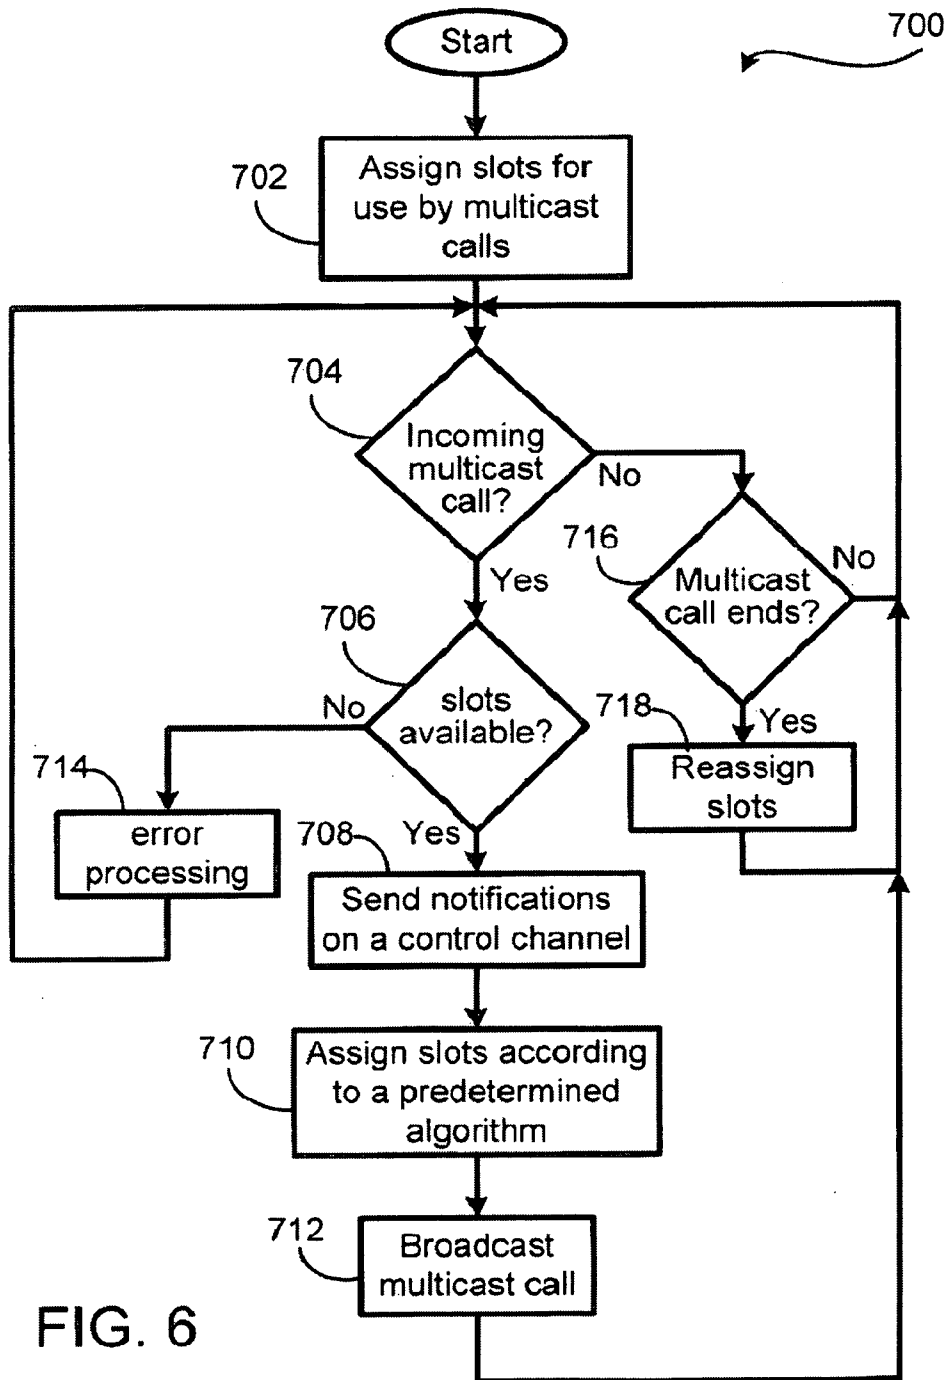 Start
700
702
Assign slots for
use by multicast
calls
704
Incoming
multicast
call?
No
Yes
716
Multicast
call ends?
No
Yes
706
slots
available?
No
Yes
718
Reassign
slots
714
error
processing
708
Send notifications
on a control channel
710
Assign slots according
to a predetermined
algorithm
712
Broadcast
multicast call
FIG. 6